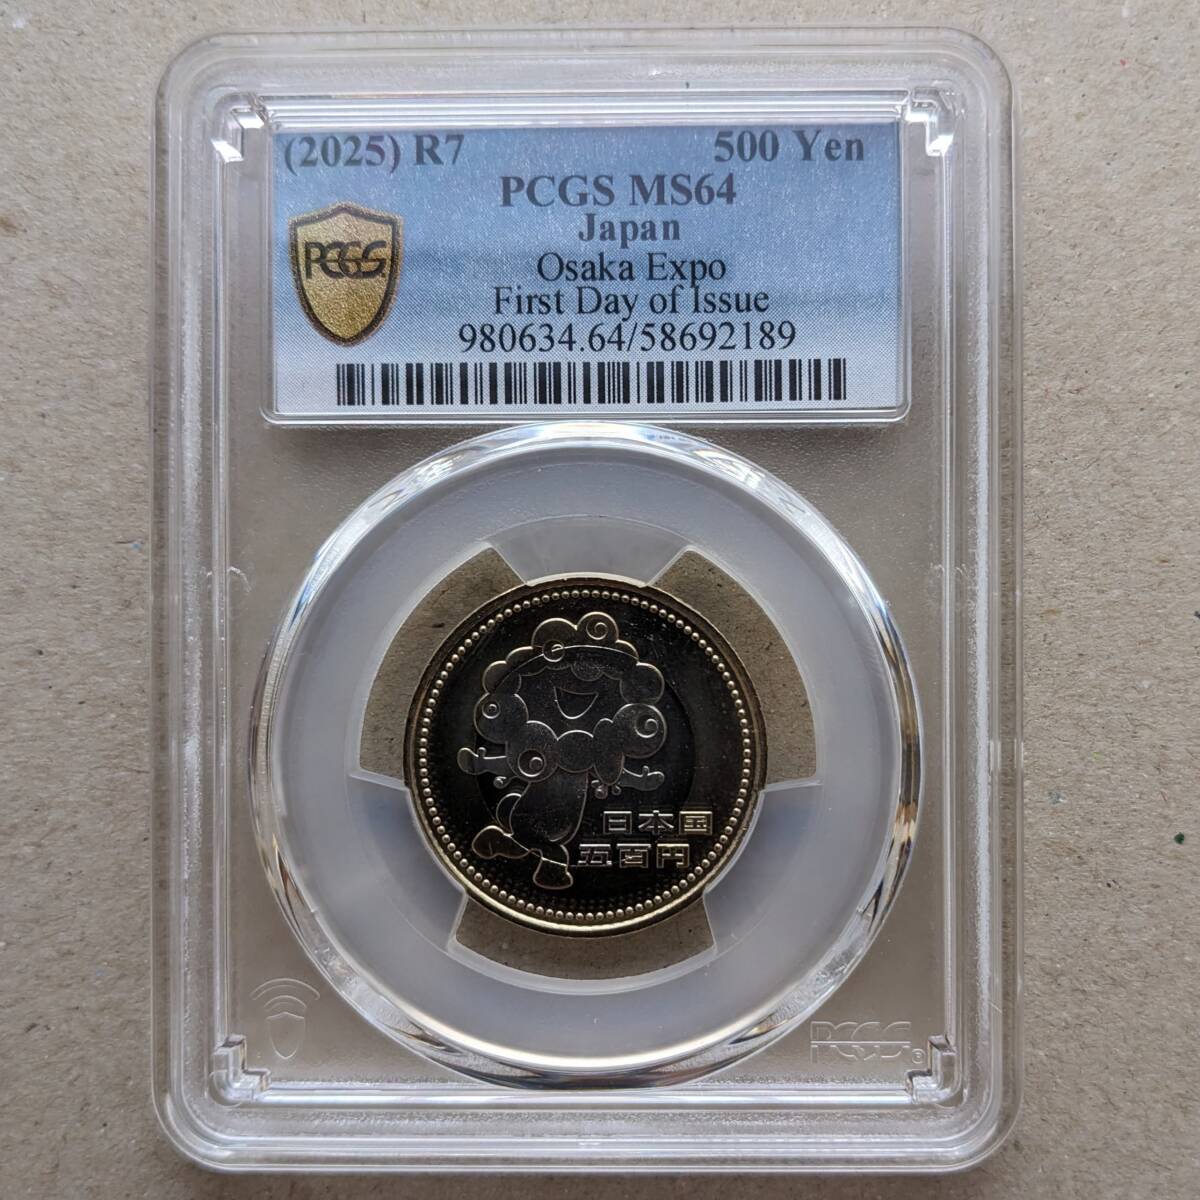 (2025) R7 500 Yen
PCGS MS64
Japan
PCGS
Osaka Expo
First Day of Issue
980634.64/58692189
日本国
五百円
PCGS